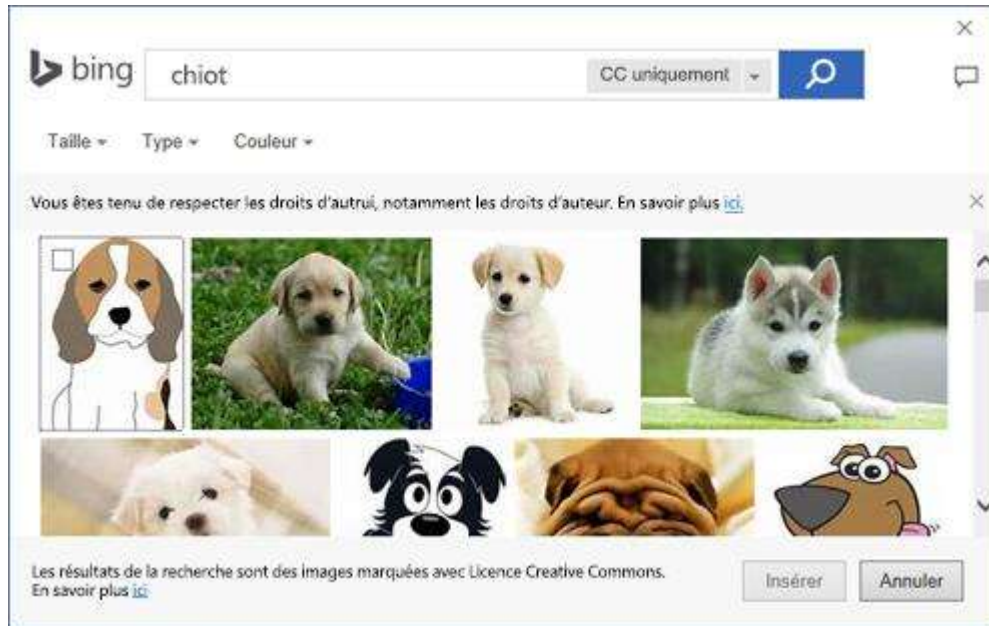 bing
chiot
CC uniquement
Taille
Type
Couleur
Vous êtes tenu de respecter les droits d'autrui, notamment les droits d'auteur. En savoir plus ici.
Les résultats de la recherche sont des images marquées avec Licence Creative Commons.
En savoir plus ici
Insérer
Annuler